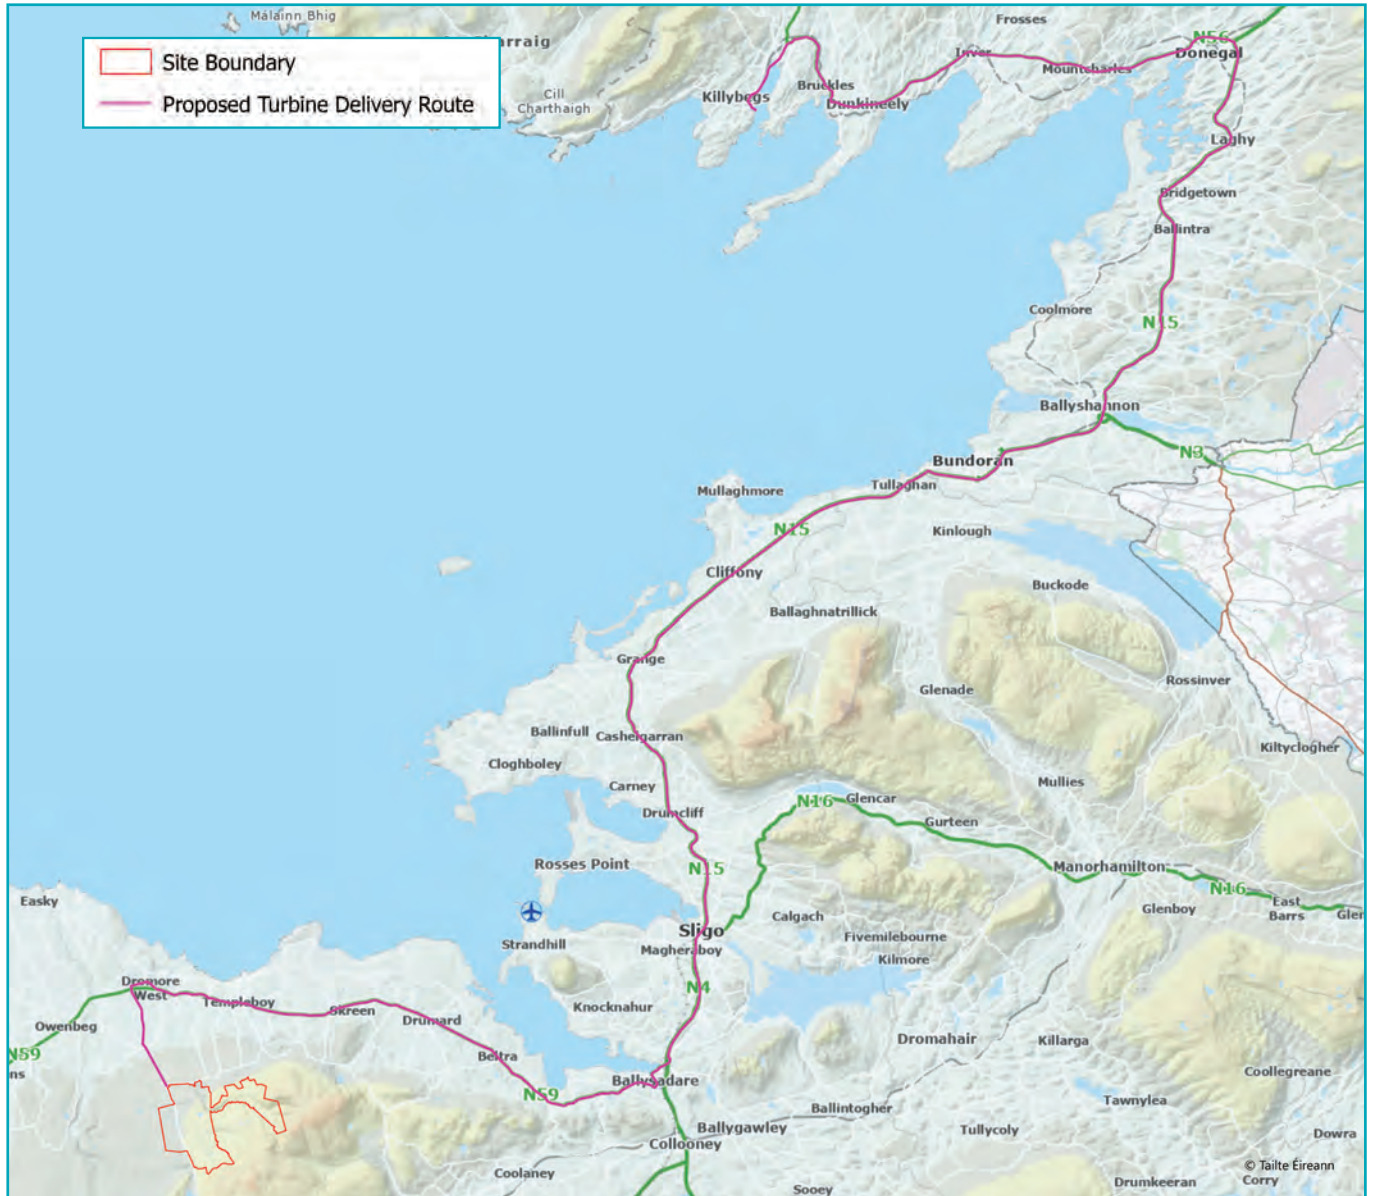 Málainn Bhig
Frosses
N56
Donegal
Site Boundary
Proposed Turbine Delivery Route
Inver
Mountcharles
Cill
Charthaigh
Killybegs
Bruckles
Dunkineely
Laghy
Bridgetown
Ballintra
Coolmore
N15
Ballyshannon
N3
Bundoran
Tullaghan
Mullaghmore
N15
Kinlough
Cliffony
Buckode
Ballaghnatrillick
Grange
Rossinver
Glenade
Ballinfull
Casheigarran
Kiltyclogher
Cloghboley
Carney
Mullies
Drumcliff
N16
Glencar
Gurteen
Rosses Point
N15
Manorhamilton
N16
Easky
Calgach
Glenboy
East
Barrs
Glen
Sligo
Strandhill
Magheraboy
Fivemilebourne
Kilmore
Dromore
West
Templeboy
Skreen
Drumard
N4
Knocknahur
Owenbeg
Dromahair
Killarga
N59
ns
Beltra
Coollegreane
Ballysadare
N59
Tawnylea
Ballintogher
Ballygawley
Tullycoly
Dowra
Collooney
Coolaney
© Tailte Éireann
Sooey
Drumkeeran
Corry